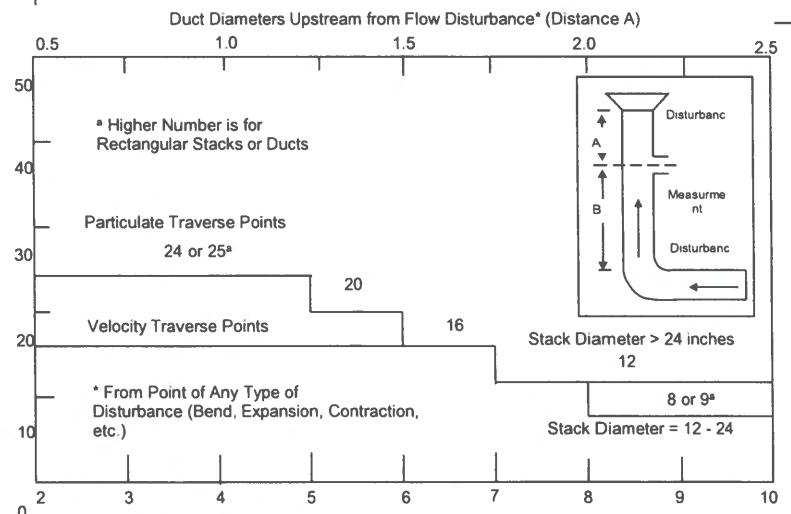 Duct Diameters Upstream from Flow Disturbance* (Distance A)
0.5 1.0 1.5 2.0 2.5
50
40
30
20
10
0
ᵃ Higher Number is for
Rectangular Stacks or Ducts
Disturbanc
A
B
Measurme
nt
Disturbanc
Particulate Traverse Points
24 or 25ᵃ
20
Velocity Traverse Points
16
Stack Diameter > 24 inches
12
* From Point of Any Type of
Disturbance (Bend, Expansion, Contraction,
etc.)
8 or 9ᵃ
Stack Diameter = 12 - 24
2 3 4 5 6 7 8 9 10